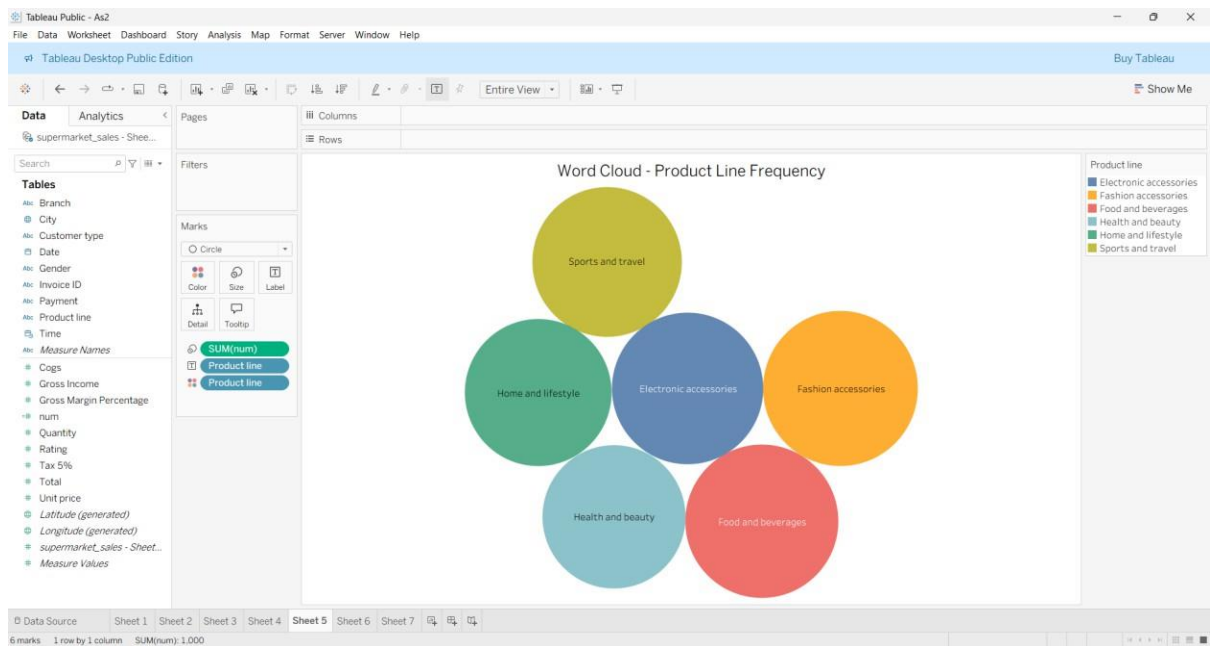 Tableau Public - As2
File Data Worksheet Dashboard Story Analysis Map Format Server Window Help
Tableau Desktop Public Edition
Buy Tableau
Entire View
Show Me
Data
Analytics
Pages
Columns
supermarket_sales - Shee...
Rows
Search
Filters
Tables
Abc Branch
City
Abc Customer type
Date
Abc Gender
Abc Invoice ID
Abc Payment
Abc Product line
Time
Abc Measure Names
# Cogs
# Gross Income
# Gross Margin Percentage
=# num
# Quantity
# Rating
# Tax 5%
# Total
# Unit price
Latitude (generated)
Longitude (generated)
# supermarket_sales - Sheet...
# Measure Values
Marks
Circle
Color
Size
T
Label
Detail
Tooltip
SUM(num)
T Product line
Product line
Word Cloud - Product Line Frequency
Sports and travel
Home and lifestyle
Electronic accessories
Fashion accessories
Health and beauty
Food and beverages
Product line
Electronic accessories
Fashion accessories
Food and beverages
Health and beauty
Home and lifestyle
Sports and travel
Data Source
Sheet 1
Sheet 2
Sheet 3
Sheet 4
Sheet 5
Sheet 6
Sheet 7
6 marks 1 row by 1 column SUM(num): 1.000